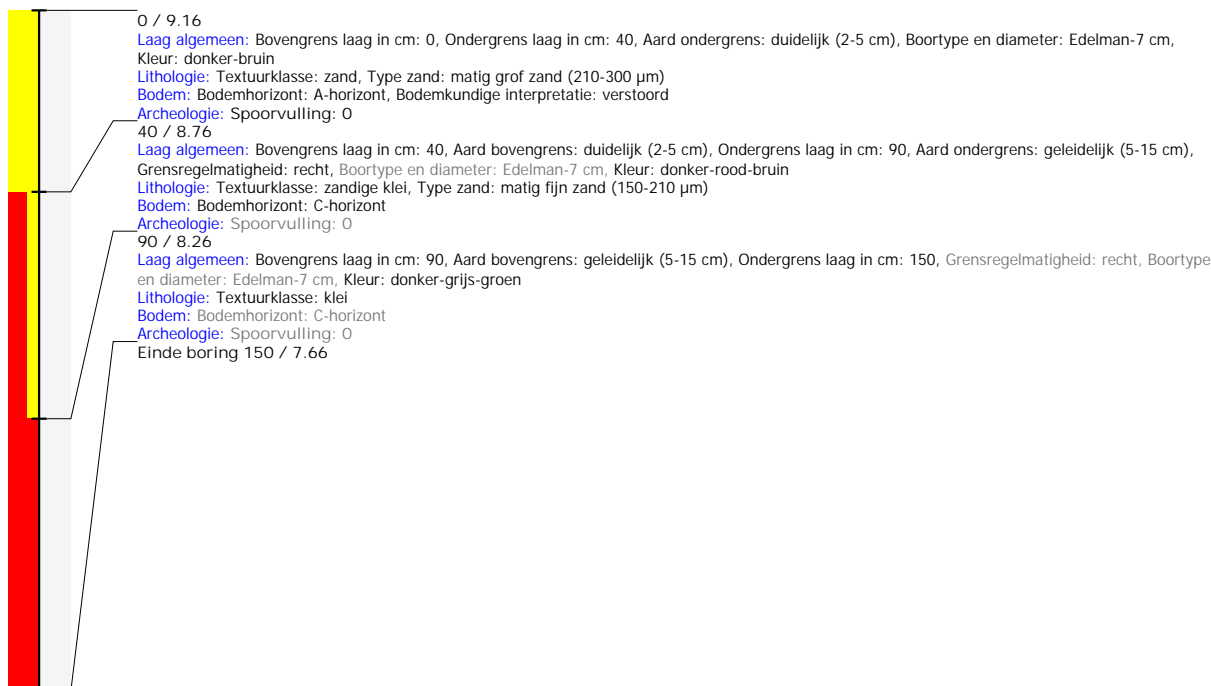 0 / 9.16
Laag algemeen: Bovengrens laag in cm: 0, Ondergrens laag in cm: 40, Aard ondergrens: duidelijk (2-5 cm), Boortype en diameter: Edelman-7 cm,
Kleur: donker-bruin
Lithologie: Textuurklasse: zand, Type zand: matig grof zand (210-300 µm)
Bodem: Bodemhorizont: A-horizont, Bodemkundige interpretatie: verstoord
Archeologie: Spoorvulling: 0
40 / 8.76
Laag algemeen: Bovengrens laag in cm: 40, Aard bovengrens: duidelijk (2-5 cm), Ondergrens laag in cm: 90, Aard ondergrens: geleidelijk (5-15 cm),
Grensregelmatigheid: recht, Boortype en diameter: Edelman-7 cm, Kleur: donker-rood-bruin
Lithologie: Textuurklasse: zandige klei, Type zand: matig fijn zand (150-210 µm)
Bodem: Bodemhorizont: C-horizont
Archeologie: Spoorvulling: 0
90 / 8.26
Laag algemeen: Bovengrens laag in cm: 90, Aard bovengrens: geleidelijk (5-15 cm), Ondergrens laag in cm: 150, Grensregelmatigheid: recht, Boortype
en diameter: Edelman-7 cm, Kleur: donker-grijs-groen
Lithologie: Textuurklasse: klei
Bodem: Bodemhorizont: C-horizont
Archeologie: Spoorvulling: 0
Einde boring 150 / 7.66